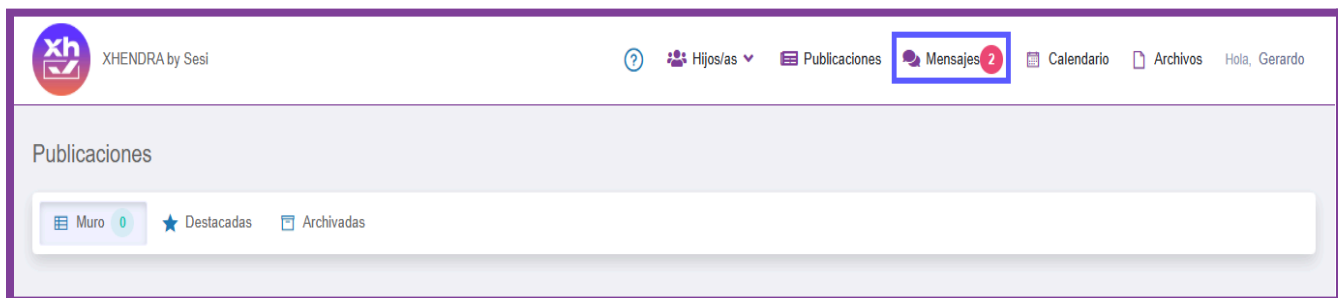 xh XHENDRA by Sesi ? Hijos/as Publicaciones Mensajes 2 Calendario Archivos Hola, Gerardo
Publicaciones
Muro 0 Destacadas Archivadas